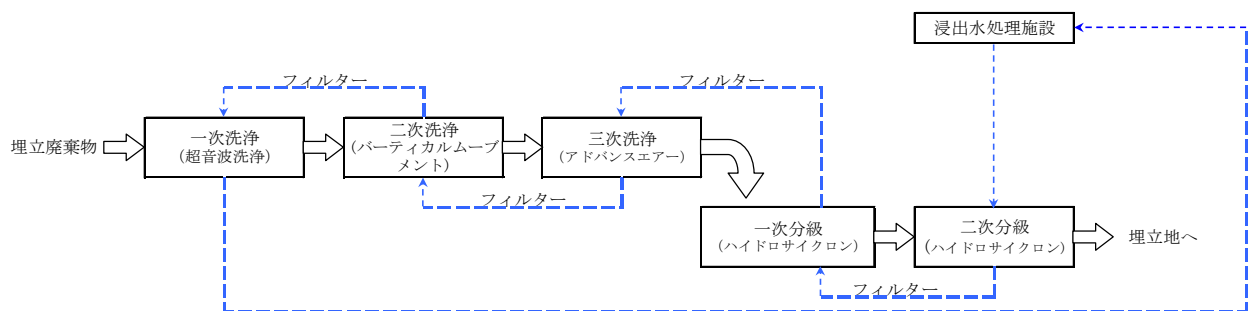 浸出水処理施設
フィルター
フィルター
埋立廃棄物
一次洗浄
(超音波洗浄)
二次洗浄
(バーティカルムーブ
メント)
三次洗浄
(アドバンスエアー)
フィルター
一次分級
(ハイドロサイクロン)
二次分級
(ハイドロサイクロン)
埋立地へ
フィルター